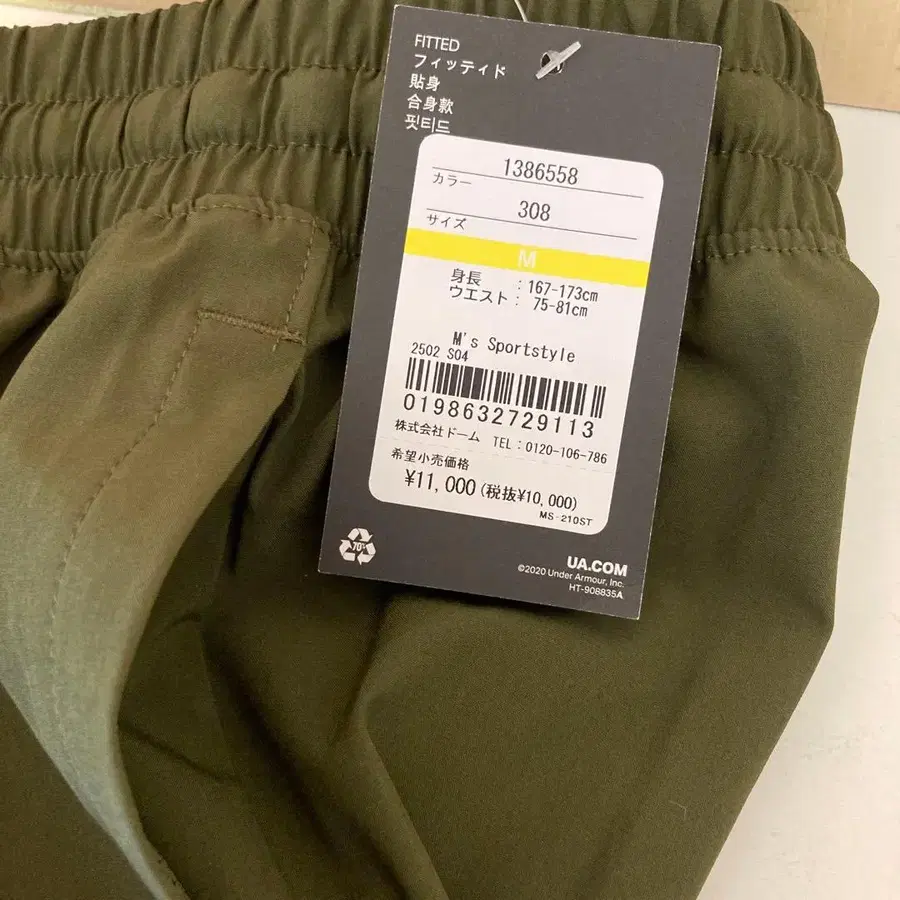 FITTED
フィッティド
貼身
合身款
핏티드
1386558
カラー
308
サイズ
M
身長 : 167-173cm
ウエスト : 75-81cm
M's Sportstyle
2502 S04
0198632729113
株式会社ドーム TEL:0120-106-786
希望小売価格
¥11,000(税抜¥10,000)
MS-210ST
70%
UA.COM
©2020 Under Armour, Inc.
HT-908835A